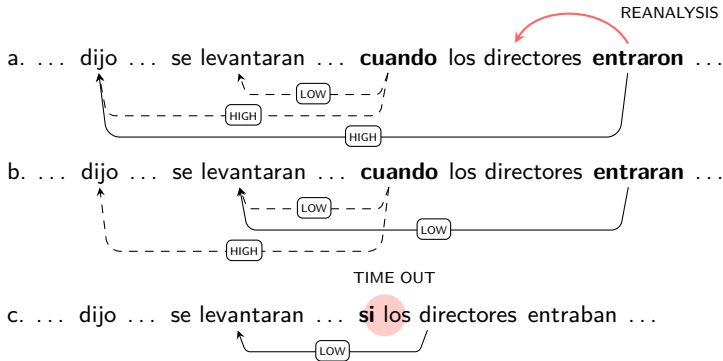 REANALYSIS
a. ... dijo ... se levantaran ... cuando los directores entraron ...
LOW
HIGH
HIGH
b. ... dijo ... se levantaran ... cuando los directores entraran ...
LOW
LOW
HIGH
TIME OUT
c. ... dijo ... se levantaran ... si los directores entraban ...
LOW